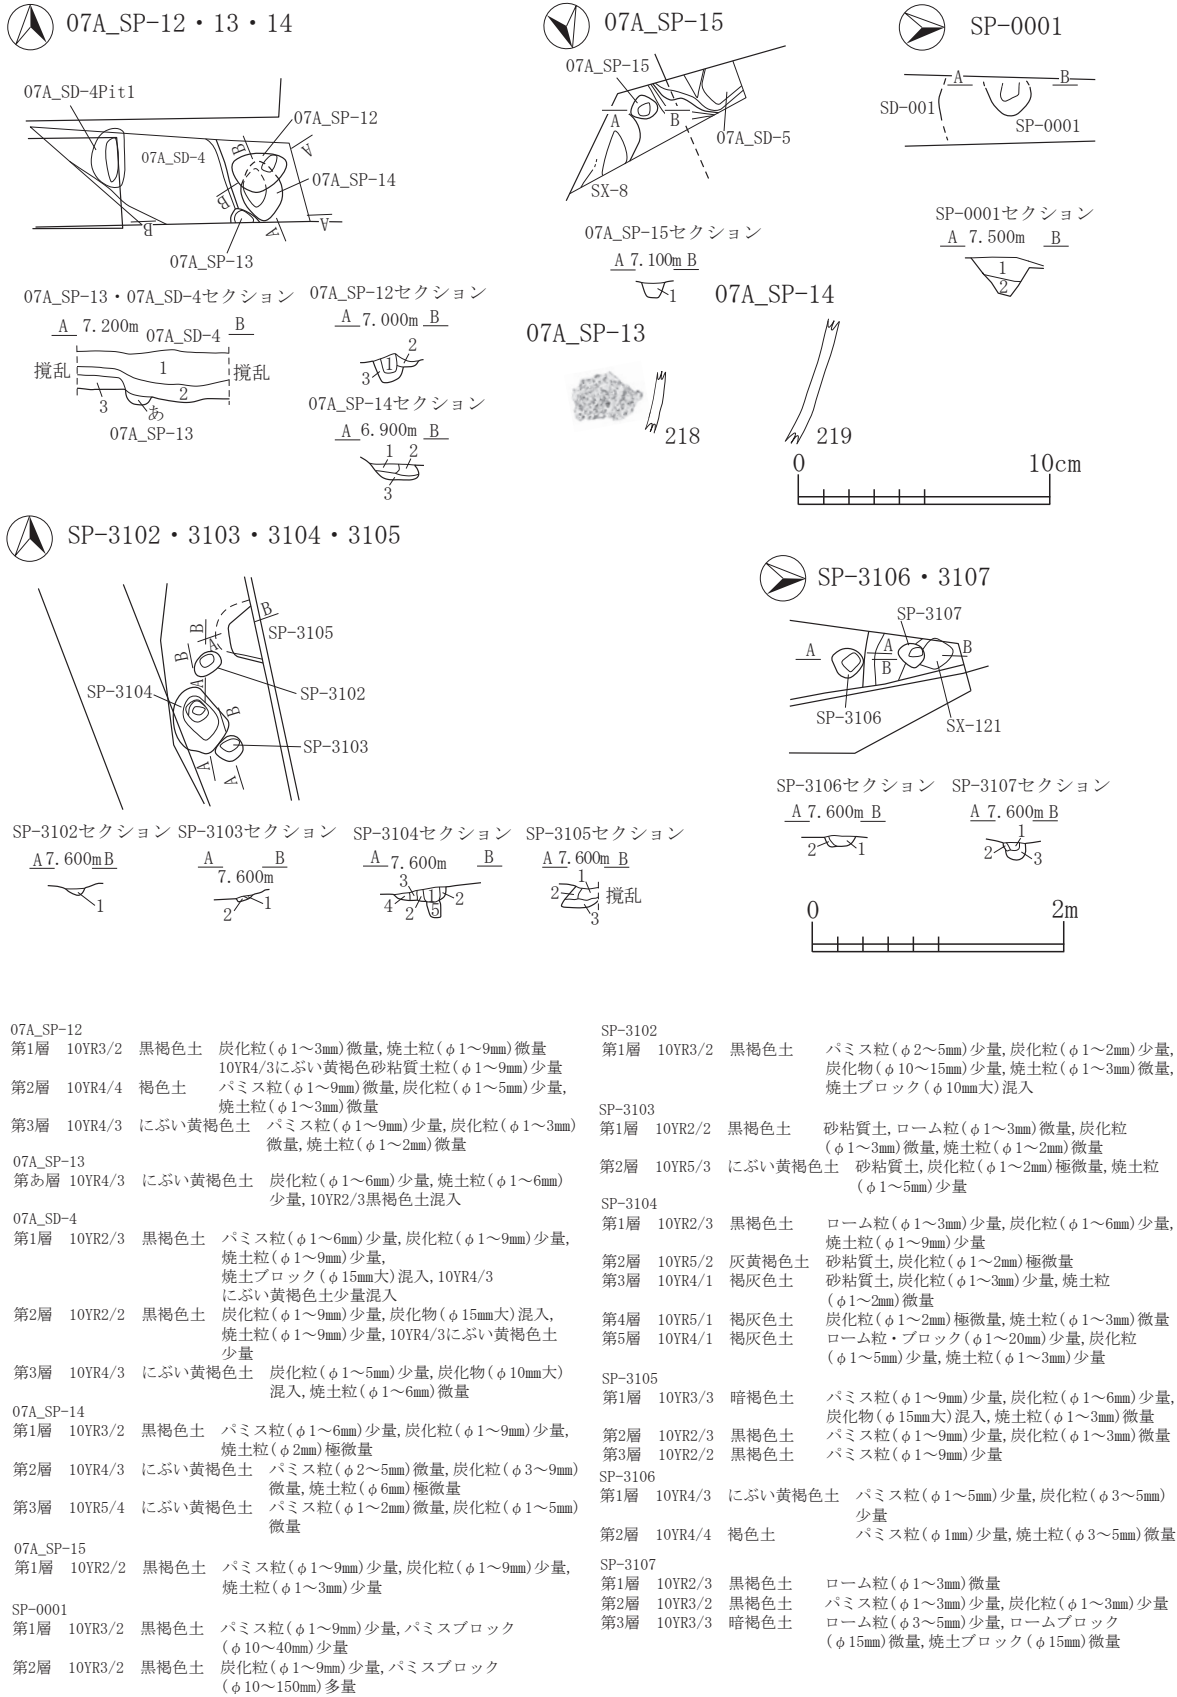 07A_SP-12・13・14
07A_SD-4Pit1
07A_SP-12
07A_SD-4
07A_SP-14
07A_SP-13
A
A
A
B
B
B
07A_SP-13・07A_SD-4セクション
A 7.200m B
07A_SD-4
撹乱
撹乱
1
2
3
あ
07A_SP-13
07A_SP-12セクション
A 7.000m B
1
2
3
07A_SP-14セクション
A 6.900m B
1 2
3
07A_SP-15
07A_SP-15
A
B
07A_SD-5
SX-8
07A_SP-15セクション
A 7.100m B
1
SP-0001
A B
SD-001
SP-0001
SP-0001セクション
A 7.500m B
1
2
07A_SP-13
218
07A_SP-14
219
0 10cm
SP-3102・3103・3104・3105
B
B
SP-3105
A
B
SP-3104
A
SP-3102
B
SP-3103
A
A
SP-3102セクション
A 7.600m B
1
SP-3103セクション
A B
7.600m
1
2
SP-3104セクション
A 7.600m B
3
1
2
4
2
5
SP-3105セクション
A 7.600m B
1
2
撹乱
3
SP-3106・3107
SP-3107
A
A
B
B
SP-3106
SX-121
SP-3106セクション
A 7.600m B
2
1
SP-3107セクション
A 7.600m B
1
2
3
0 2m
07A_SP-12
第1層 10YR3/2 黒褐色土 炭化粒(φ1～3㎜)微量,焼土粒(φ1～9㎜)微量
10YR4/3にぶい黄褐色砂粘質土粒(φ1～9㎜)少量
第2層 10YR4/4 褐色土 パミス粒(φ1～9㎜)微量,炭化粒(φ1～5㎜)少量,
焼土粒(φ1～3㎜)微量
第3層 10YR4/3 にぶい黄褐色土 パミス粒(φ1～9㎜)少量,炭化粒(φ1～3㎜)
微量,焼土粒(φ1～2㎜)微量
07A_SP-13
第あ層 10YR4/3 にぶい黄褐色土 炭化粒(φ1～6㎜)少量,焼土粒(φ1～6㎜)
少量,10YR2/3黒褐色土混入
07A_SD-4
第1層 10YR2/3 黒褐色土 パミス粒(φ1～6㎜)少量,炭化粒(φ1～9㎜)少量,
焼土粒(φ1～9㎜)少量,
焼土ブロック(φ15㎜大)混入,10YR4/3
にぶい黄褐色土少量混入
第2層 10YR2/2 黒褐色土 炭化粒(φ1～9㎜)少量,炭化物(φ15㎜大)混入,
焼土粒(φ1～9㎜)少量,10YR4/3にぶい黄褐色土
少量
第3層 10YR4/3 にぶい黄褐色土 炭化粒(φ1～5㎜)少量,炭化物(φ10㎜大)
混入,焼土粒(φ1～6㎜)微量
07A_SP-14
第1層 10YR3/2 黒褐色土 パミス粒(φ1～6㎜)少量,炭化粒(φ1～9㎜)少量,
焼土粒(φ2㎜)極微量
第2層 10YR4/3 にぶい黄褐色土 パミス粒(φ2～5㎜)微量,炭化粒(φ3～9㎜)
微量,焼土粒(φ6㎜)極微量
第3層 10YR5/4 にぶい黄褐色土 パミス粒(φ1～2㎜)微量,炭化粒(φ1～5㎜)
微量
07A_SP-15
第1層 10YR2/2 黒褐色土 パミス粒(φ1～9㎜)少量,炭化粒(φ1～9㎜)少量,
焼土粒(φ1～3㎜)少量
SP-0001
第1層 10YR3/2 黒褐色土 パミス粒(φ1～9㎜)少量,パミスブロック
(φ10～40㎜)少量
第2層 10YR3/2 黒褐色土 炭化粒(φ1～9㎜)少量,パミスブロック
(φ10～150㎜)多量
SP-3102
第1層 10YR3/2 黒褐色土 パミス粒(φ2～5㎜)少量,炭化粒(φ1～2㎜)少量,
炭化物(φ10～15㎜)少量,焼土粒(φ1～3㎜)微量,
焼土ブロック(φ10㎜大)混入
SP-3103
第1層 10YR2/2 黒褐色土 砂粘質土,ローム粒(φ1～3㎜)微量,炭化粒
(φ1～3㎜)微量,焼土粒(φ1～2㎜)微量
第2層 10YR5/3 にぶい黄褐色土 砂粘質土,炭化粒(φ1～2㎜)極微量,焼土粒
(φ1～5㎜)少量
SP-3104
第1層 10YR2/3 黒褐色土 ローム粒(φ1～3㎜)少量,炭化粒(φ1～6㎜)少量,
焼土粒(φ1～9㎜)少量
第2層 10YR5/2 灰黄褐色土 砂粘質土,炭化粒(φ1～2㎜)極微量
第3層 10YR4/1 褐灰色土 砂粘質土,炭化粒(φ1～3㎜)少量,焼土粒
(φ1～2㎜)微量
第4層 10YR5/1 褐灰色土 炭化粒(φ1～2㎜)極微量,焼土粒(φ1～3㎜)微量
第5層 10YR4/1 褐灰色土 ローム粒・ブロック(φ1～20㎜)少量,炭化粒
(φ1～5㎜)少量,焼土粒(φ1～3㎜)少量
SP-3105
第1層 10YR3/3 暗褐色土 パミス粒(φ1～9㎜)少量,炭化粒(φ1～6㎜)少量,
炭化物(φ15㎜大)混入,焼土粒(φ1～3㎜)微量
第2層 10YR2/3 黒褐色土 パミス粒(φ1～9㎜)少量,炭化粒(φ1～3㎜)微量
第3層 10YR2/2 黒褐色土 パミス粒(φ1～9㎜)少量
SP-3106
第1層 10YR4/3 にぶい黄褐色土 パミス粒(φ1～5㎜)少量,炭化粒(φ3～5㎜)
少量
第2層 10YR4/4 褐色土 パミス粒(φ1㎜)少量,焼土粒(φ3～5㎜)微量
SP-3107
第1層 10YR2/3 黒褐色土 ローム粒(φ1～3㎜)微量
第2層 10YR3/2 黒褐色土 パミス粒(φ1～3㎜)少量,炭化粒(φ1～3㎜)少量
第3層 10YR3/3 暗褐色土 ローム粒(φ3～5㎜)少量,ロームブロック
(φ15㎜)微量,焼土ブロック(φ15㎜)微量